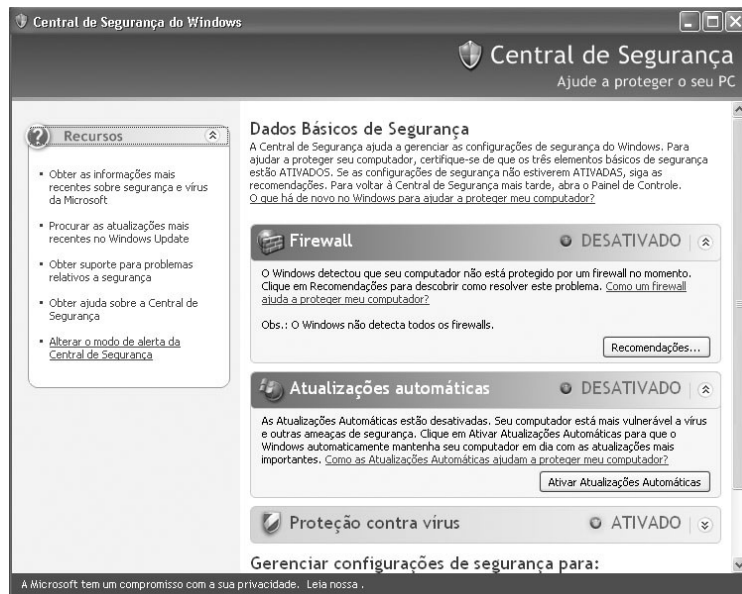 Central de Segurança do Windows
Central de Segurança
Ajude a proteger o seu PC
Recursos
Obter as informações mais
recentes sobre segurança e vírus
da Microsoft
Procurar as atualizações mais
recentes no Windows Update
Obter suporte para problemas
relativos a segurança
Obter ajuda sobre a Central de
Segurança
Alterar o modo de alerta da
Central de Segurança
Dados Básicos de Segurança
A Central de Segurança ajuda a gerenciar as configurações de segurança do Windows. Para
ajudar a proteger seu computador, certifique-se de que os três elementos básicos de segurança
estão ATIVADOS. Se as configurações de segurança não estiverem ATIVADAS, siga as
recomendações. Para voltar à Central de Segurança mais tarde, abra o Painel de Controle.
O que há de novo no Windows para ajudar a proteger meu computador?
Firewall DESATIVADO
O Windows detectou que seu computador não está protegido por um firewall no momento.
Clique em Recomendações para descobrir como resolver este problema. Como um firewall
ajuda a proteger meu computador?
Obs.: O Windows não detecta todos os firewalls.
Recomendações...
Atualizações automáticas DESATIVADO
As Atualizações Automáticas estão desativadas. Seu computador está mais vulnerável a vírus
e outras ameaças de segurança. Clique em Ativar Atualizações Automáticas para que o
Windows automaticamente mantenha seu computador em dia com as atualizações mais
importantes. Como as Atualizações Automáticas ajudam a proteger meu computador?
Ativar Atualizações Automáticas
Proteção contra vírus ATIVADO
Gerenciar configurações de segurança para:
A Microsoft tem um compromisso com a sua privacidade. Leia nossa .